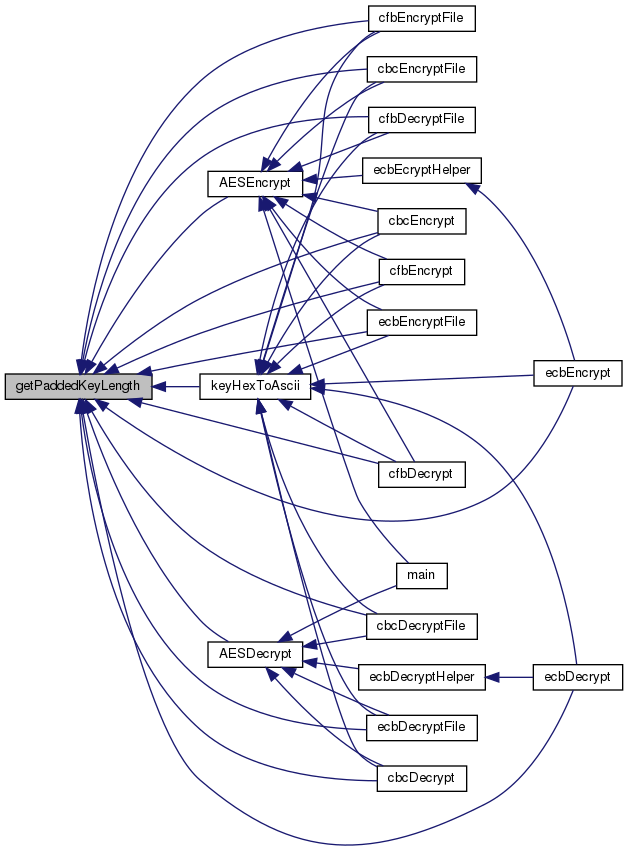 cfbEncryptFile
cbcEncryptFile
cfbDecryptFile
ecbEcryptHelper
AESEncrypt
cbcEncrypt
cfbEncrypt
ecbEncryptFile
getPaddedKeyLength
keyHexToAscii
ecbEncrypt
cfbDecrypt
main
cbcDecryptFile
AESDecrypt
ecbDecryptHelper
ecbDecrypt
ecbDecryptFile
cbcDecrypt